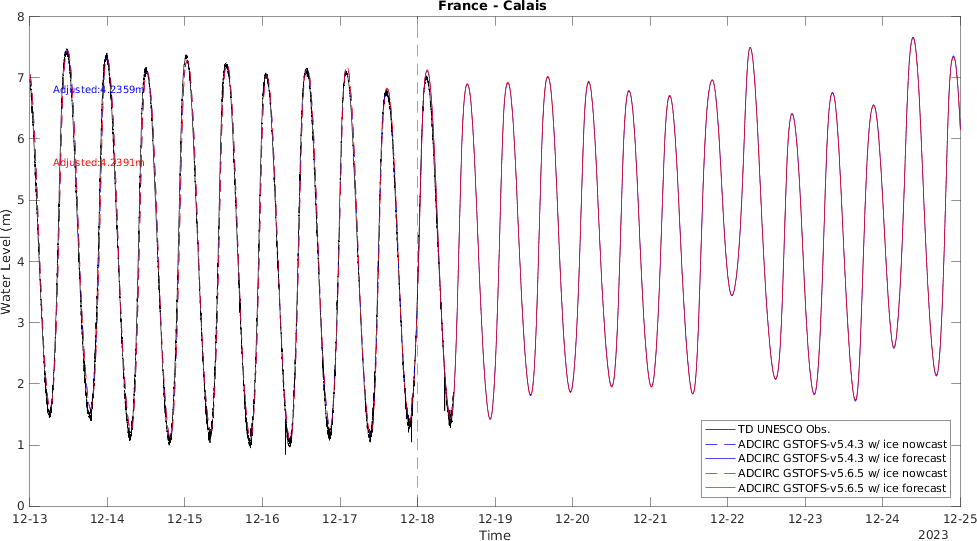 France - Calais
8
7
6
5
4
3
2
1
0
Water Level (m)
Adjusted:4.2359m
Adjusted:4.2391m
TD UNESCO Obs.
ADCIRC GSTOFS-v5.4.3 w/ ice nowcast
ADCIRC GSTOFS-v5.4.3 w/ ice forecast
ADCIRC GSTOFS-v5.6.5 w/ ice nowcast
ADCIRC GSTOFS-v5.6.5 w/ ice forecast
12-13 12-14 12-15 12-16 12-17 12-18 12-19 12-20 12-21 12-22 12-23 12-24 12-25
Time
2023